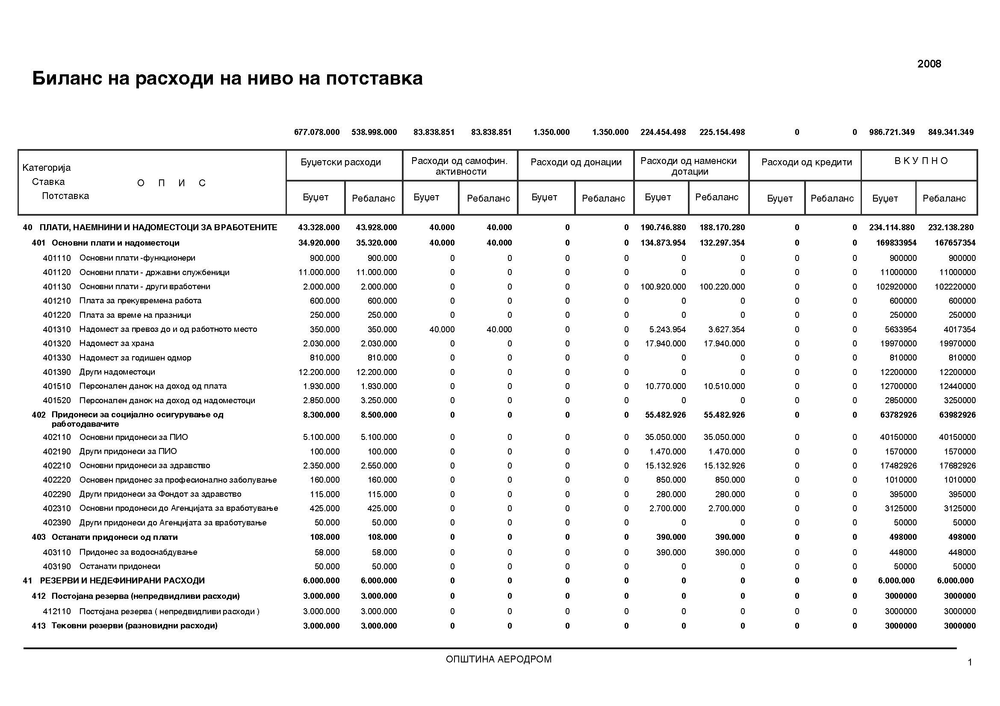 2008
Биланс на расходи на ниво на потставка
677.078.000 538.998.000 83.838.851 83.838.851 1.350.000 1.350.000 224.454.498 225.154.498 0 0 986.721.349 849.341.349
Категорија
Ставка
Потставка
О П И С
Буџетски расходи
Расходи од самофин.
активности
Расходи од донации
Расходи од наменски
дотации
Расходи од кредити
В К У П Н О
Буџет Ребаланс Буџет Ребаланс Буџет Ребаланс Буџет Ребаланс Буџет Ребаланс Буџет Ребаланс
40 ПЛАТИ, НАЕМНИНИ И НАДОМЕСТОЦИ ЗА ВРАБОТЕНИТЕ 43.328.000 43.928.000 40.000 40.000 0 0 190.746.880 188.170.280 0 0 234.114.880 232.138.280
401 Основни плати и надоместоци 34.920.000 35.320.000 40.000 40.000 0 0 134.873.954 132.297.354 0 0 169833954 167657354
401110 Основни плати -функционери 900.000 900.000 0 0 0 0 0 0 0 0 900000 900000
401120 Основни плати - државни службеници 11.000.000 11.000.000 0 0 0 0 0 0 0 0 11000000 11000000
401130 Основни плати - други вработени 2.000.000 2.000.000 0 0 0 0 100.920.000 100.220.000 0 0 102920000 102220000
401210 Плата за прекувремена работа 600.000 600.000 0 0 0 0 0 0 0 0 600000 600000
401220 Плата за време на празници 250.000 250.000 0 0 0 0 0 0 0 0 250000 250000
401310 Надомест за превоз до и од работното место 350.000 350.000 40.000 40.000 0 0 5.243.954 3.627.354 0 0 5633954 4017354
401320 Надомест за храна 2.030.000 2.030.000 0 0 0 0 17.940.000 17.940.000 0 0 19970000 19970000
401330 Надомест за годишен одмор 810.000 810.000 0 0 0 0 0 0 0 0 810000 810000
401390 Други надоместоци 12.200.000 12.200.000 0 0 0 0 0 0 0 0 12200000 12200000
401510 Персонален данок на доход од плата 1.930.000 1.930.000 0 0 0 0 10.770.000 10.510.000 0 0 12700000 12440000
401520 Персонален данок на доход од надоместоци 2.850.000 3.250.000 0 0 0 0 0 0 0 0 2850000 3250000
402 Придонеси за социјално осигурување од 8.300.000 8.500.000 0 0 0 0 55.482.926 55.482.926 0 0 63782926 63982926
работодавачите
402110 Основни придонеси за ПИО 5.100.000 5.100.000 0 0 0 0 35.050.000 35.050.000 0 0 40150000 40150000
402190 Други придонеси за ПИО 100.000 100.000 0 0 0 0 1.470.000 1.470.000 0 0 1570000 1570000
402210 Основни придонеси за здравство 2.350.000 2.550.000 0 0 0 0 15.132.926 15.132.926 0 0 17482926 17682926
402220 Основен придонес за професионално заболување 160.000 160.000 0 0 0 0 850.000 850.000 0 0 1010000 1010000
402290 Други придонеси за Фондот за здравство 115.000 115.000 0 0 0 0 280.000 280.000 0 0 395000 395000
402310 Основни продонеси до Агенцијата за вработување 425.000 425.000 0 0 0 0 2.700.000 2.700.000 0 0 3125000 3125000
402390 Други придонеси до Агенцијата за вработување 50.000 50.000 0 0 0 0 0 0 0 0 50000 50000
403 Останати придонеси од плати 108.000 108.000 0 0 0 0 390.000 390.000 0 0 498000 498000
403110 Придонес за водоснабдување 58.000 58.000 0 0 0 0 390.000 390.000 0 0 448000 448000
403190 Останати придонеси 50.000 50.000 0 0 0 0 0 0 0 0 50000 50000
41 РЕЗЕРВИ И НЕДЕФИНИРАНИ РАСХОДИ 6.000.000 6.000.000 0 0 0 0 0 0 0 0 6.000.000 6.000.000
412 Постојана резерва (непредвидливи расходи) 3.000.000 3.000.000 0 0 0 0 0 0 0 0 3000000 3000000
412110 Постојана резерва ( непредвидливи расходи ) 3.000.000 3.000.000 0 0 0 0 0 0 0 0 3000000 3000000
413 Тековни резерви (разновидни расходи) 3.000.000 3.000.000 0 0 0 0 0 0 0 0 3000000 3000000
ОПШТИНА АЕРОДРОМ
1